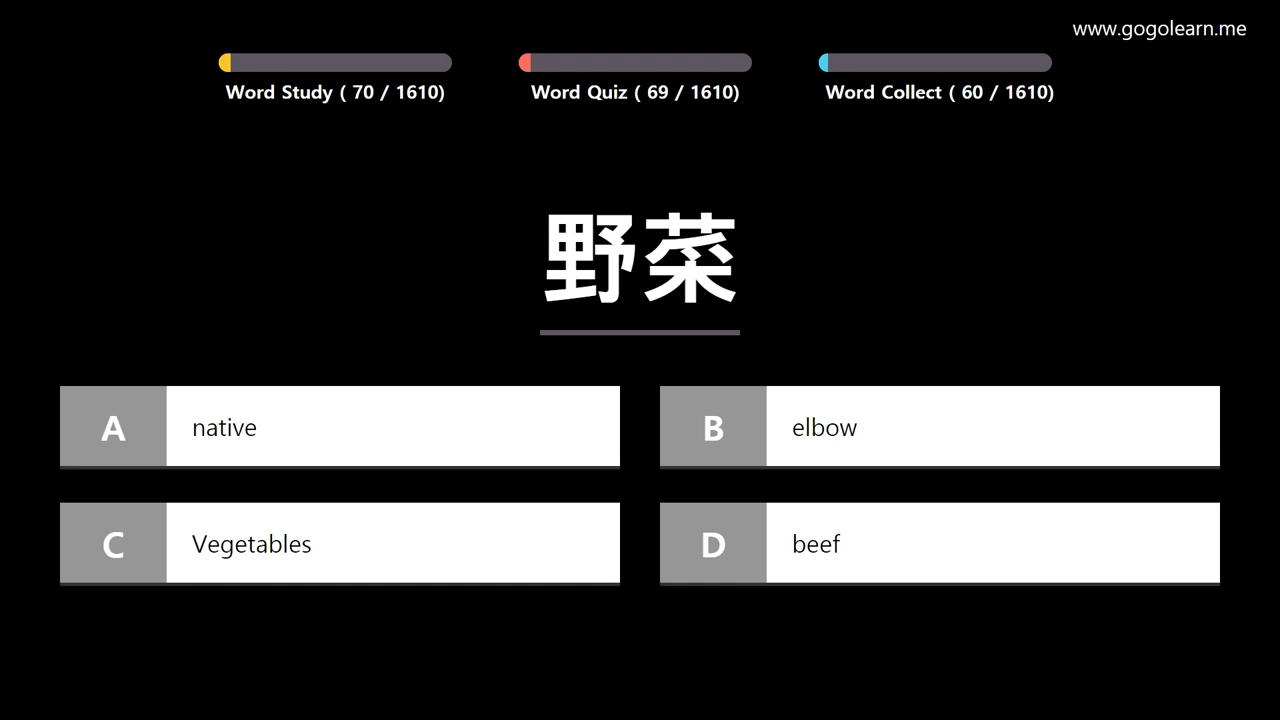 www.gogolearn.me
Word Study ( 70 / 1610)
Word Quiz ( 69 / 1610)
Word Collect ( 60 / 1610)
野菜
A native
B elbow
C Vegetables
D beef